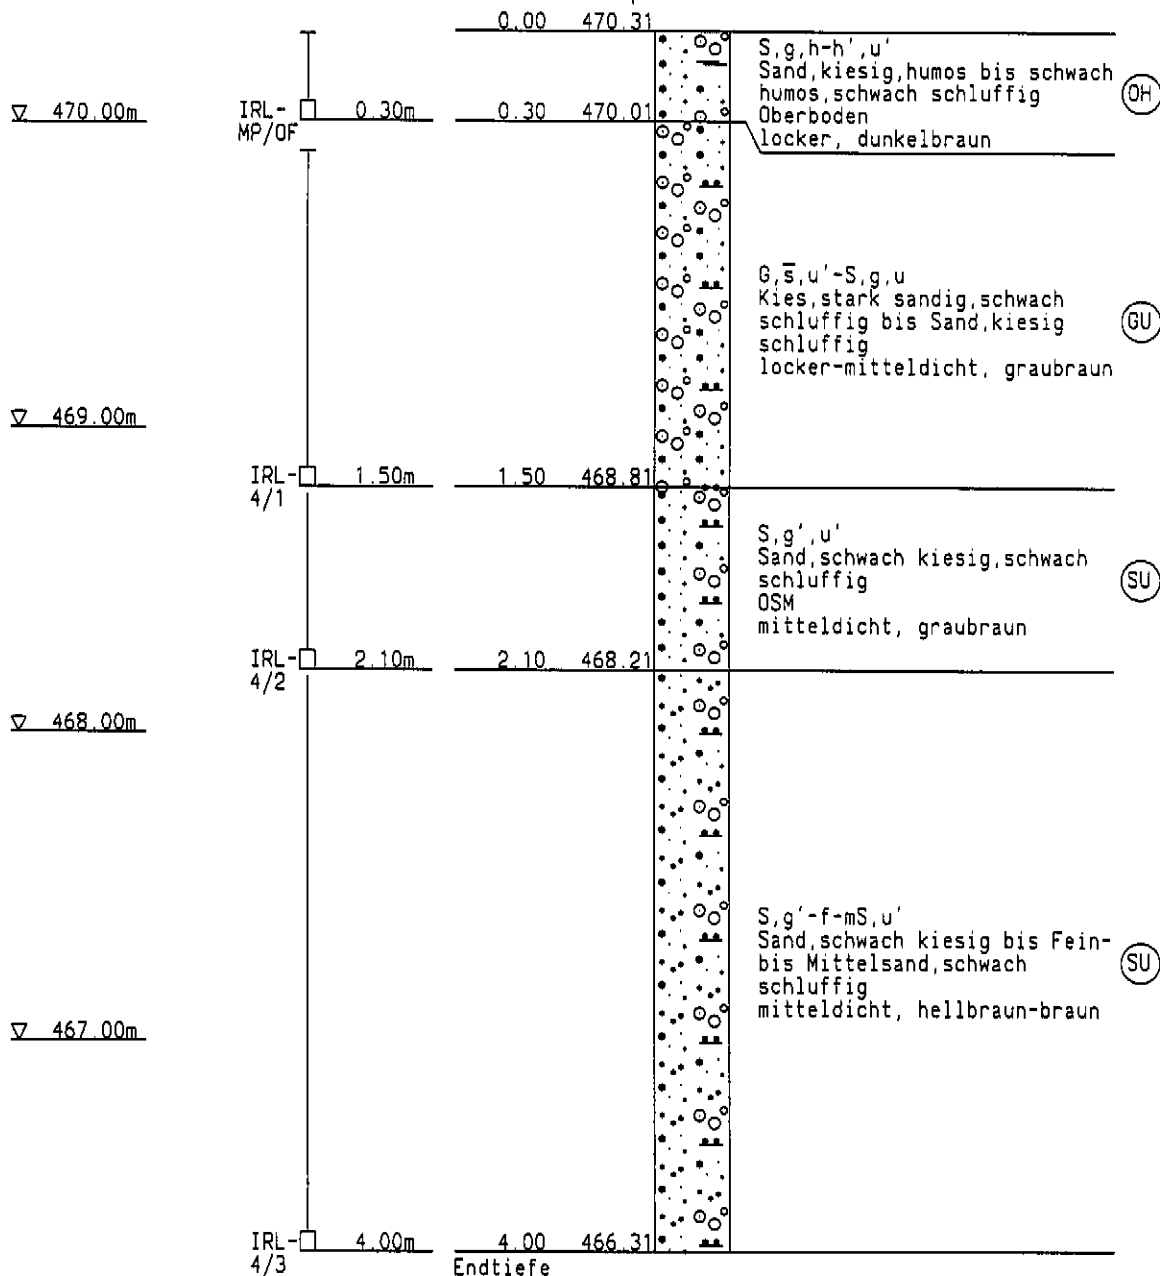 0.00 470.31
S,g,h-h',u'
Sand,kiesig,humos bis schwach
humos,schwach schluffig
Oberboden
locker, dunkelbraun
OH
470.00m
IRL-
MP/OF
0.30m
0.30 470.01
G,s̅,u'-S,g,u
Kies,stark sandig,schwach
schluffig bis Sand,kiesig
schluffig
locker-mitteldicht, graubraun
GU
469.00m
IRL-
4/1
1.50m
1.50 468.81
S,g',u'
Sand,schwach kiesig,schwach
schluffig
OSM
mitteldicht, graubraun
SU
IRL-
4/2
2.10m
2.10 468.21
468.00m
S,g'-f-mS,u'
Sand,schwach kiesig bis Fein-
bis Mittelsand,schwach
schluffig
mitteldicht, hellbraun-braun
SU
467.00m
IRL-
4/3
4.00m
4.00 466.31
Endtiefe